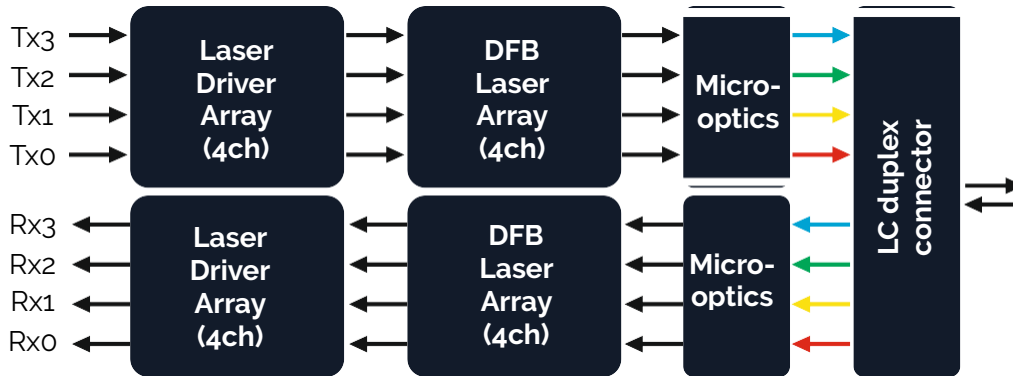 Tx3
Tx2
Tx1
Tx0
Laser
Driver
Array
(4ch)
DFB
Laser
Array
(4ch)
Micro-
optics
LC duplex
connector
Rx3
Rx2
Rx1
Rx0
Laser
Driver
Array
(4ch)
DFB
Laser
Array
(4ch)
Micro-
optics